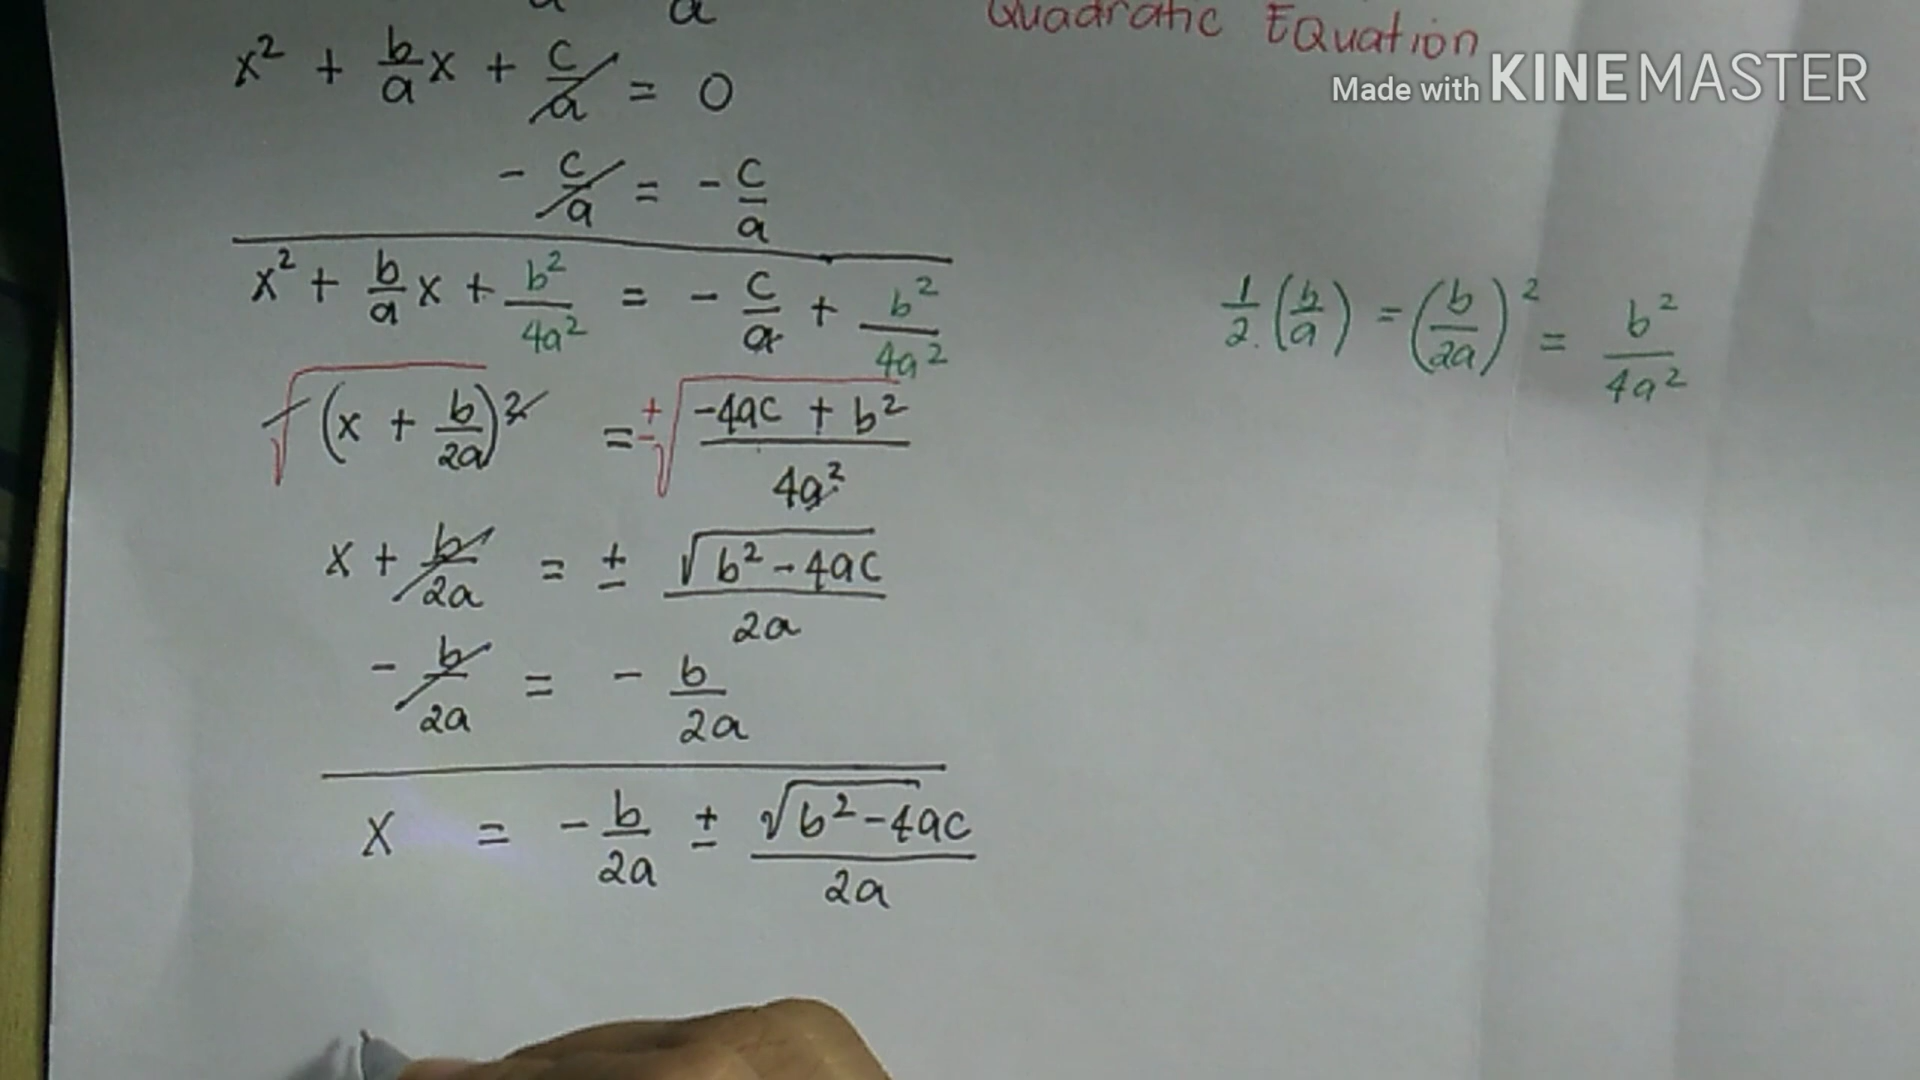 a a
Quadratic EQuation
Made with KINEMASTER
x² + b/a x + c/a = 0
- c/a = - c/a
x² + b/a x + b²/4a² = - c/a + b²/4a²
1/2 (b/a) = (b/2a)² = b²/4a²
√(x + b/2a)² = ±√(-4ac + b²)/4a²
x + b/2a = ± √(b²-4ac)/2a
- b/2a = - b/2a
x = - b/2a ± √(b²-4ac)/2a